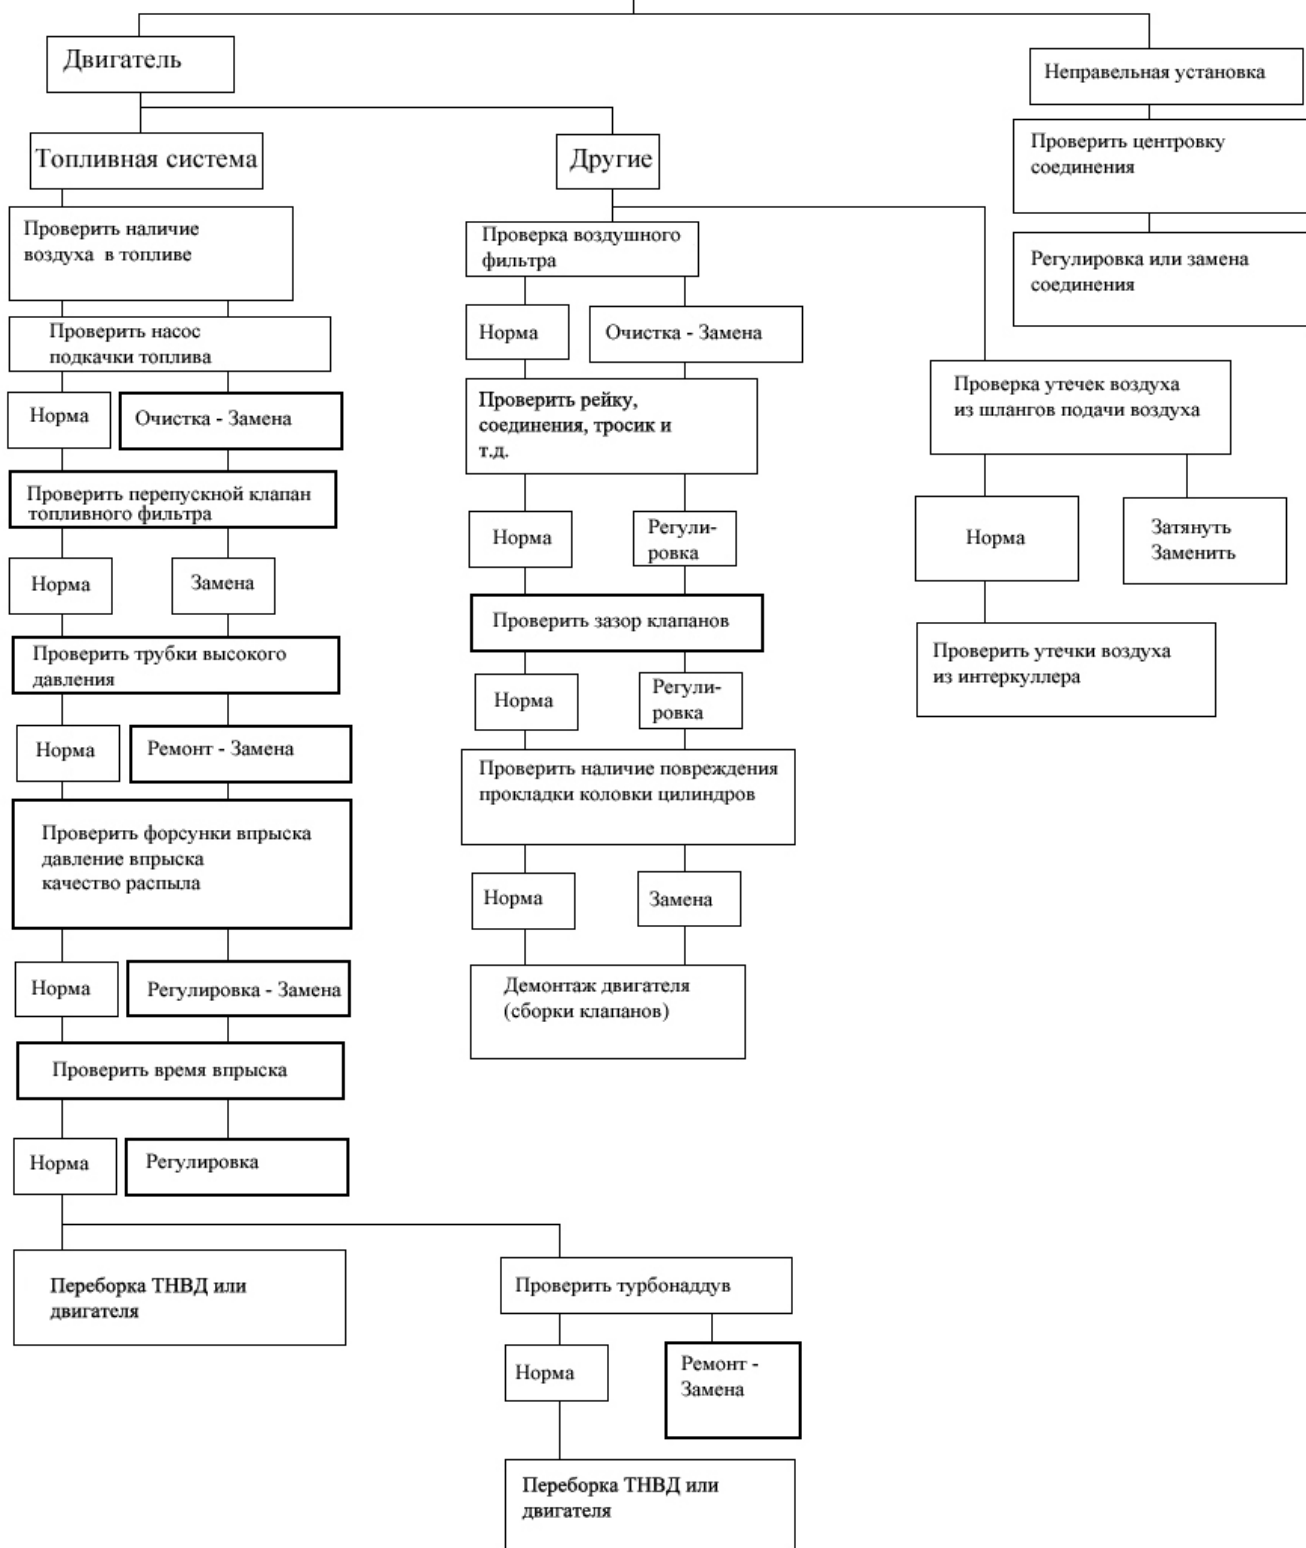 Двигатель
Неправельная установка
Топливная система
Другие
Проверить центровку
соединения
Проверить наличие
воздуха в топливе
Проверка воздушного
фильтра
Регулировка или замена
соединения
Проверить насос
подкачки топлива
Норма
Очистка - Замена
Проверка утечек воздуха
из шлангов подачи воздуха
Норма
Очистка - Замена
Проверить рейку,
соединения, тросик и
т.д.
Проверить перепускной клапан
топливного фильтра
Норма
Регули-
ровка
Норма
Затянуть
Заменить
Норма
Замена
Проверить зазор клапанов
Проверить трубки высокого
давления
Норма
Регули-
ровка
Проверить утечки воздуха
из интеркуллера
Норма
Ремонт - Замена
Проверить наличие повреждения
прокладки коловки цилиндров
Проверить форсунки впрыска
давление впрыска
качество распыла
Норма
Замена
Норма
Регулировка - Замена
Демонтаж двигателя
(сборки клапанов)
Проверить время впрыска
Норма
Регулировка
Переборка ТНВД или
двигателя
Проверить турбонаддув
Норма
Ремонт -
Замена
Переборка ТНВД или
двигателя